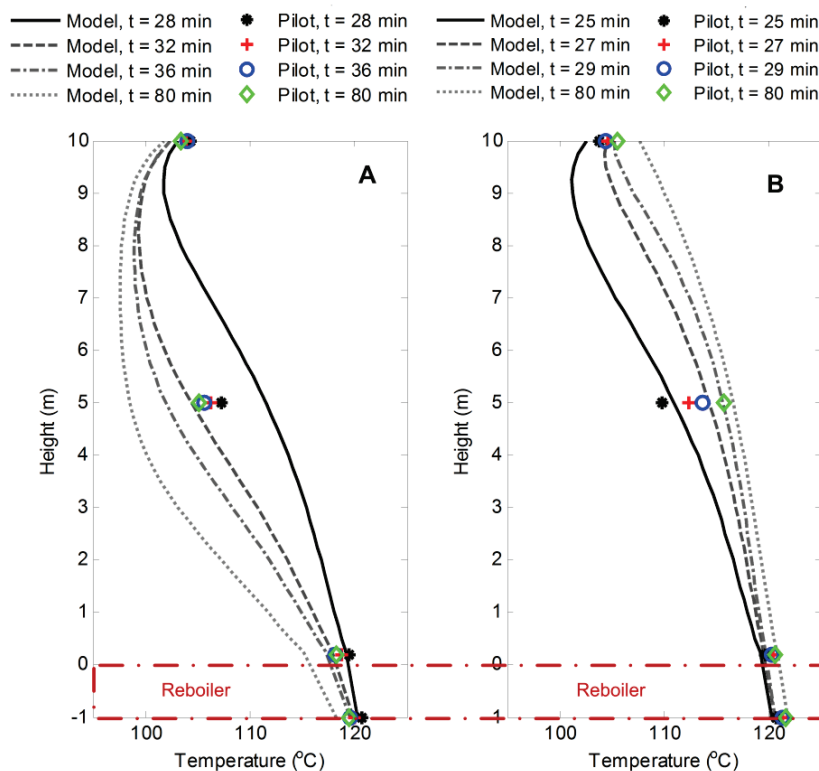 Model, t = 28 min Pilot, t = 28 min
Model, t = 32 min Pilot, t = 32 min
Model, t = 36 min Pilot, t = 36 min
Model, t = 80 min Pilot, t = 80 min
Model, t = 25 min Pilot, t = 25 min
Model, t = 27 min Pilot, t = 27 min
Model, t = 29 min Pilot, t = 29 min
Model, t = 80 min Pilot, t = 80 min
A
10
9
8
7
6
5
4
3
2
1
0
-1
Height (m)
Reboiler
100 110 120
Temperature (°C)
B
10
9
8
7
6
5
4
3
2
1
0
-1
Height (m)
Reboiler
100 110 120
Temperature (°C)